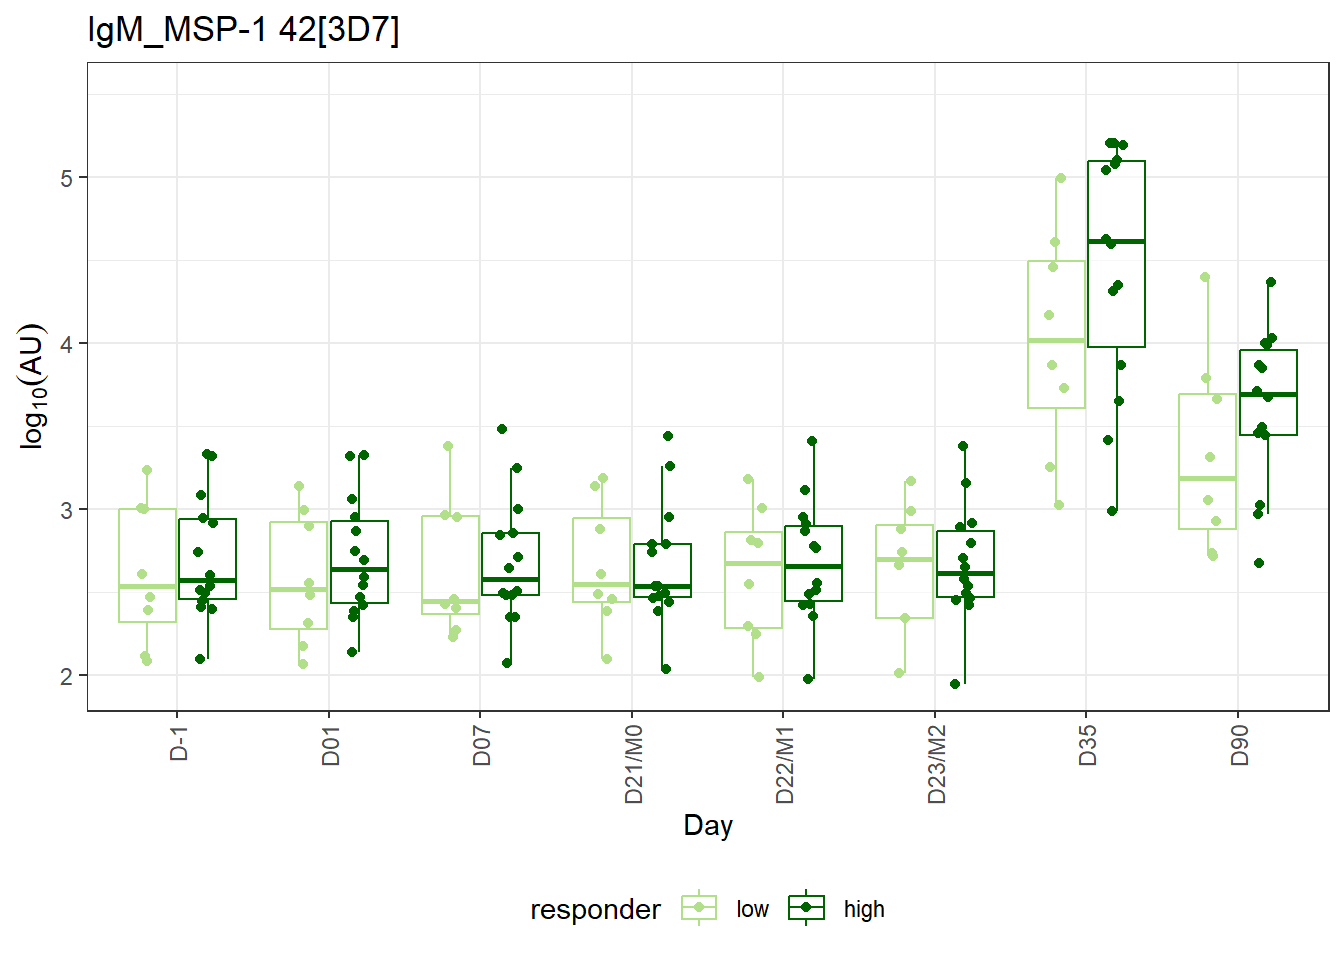 IgM_MSP-1 42[3D7]
log10(AU)
5
4
3
2
D-1
D01
D07
D21/M0
D22/M1
D23/M2
D35
D90
Day
responder low high